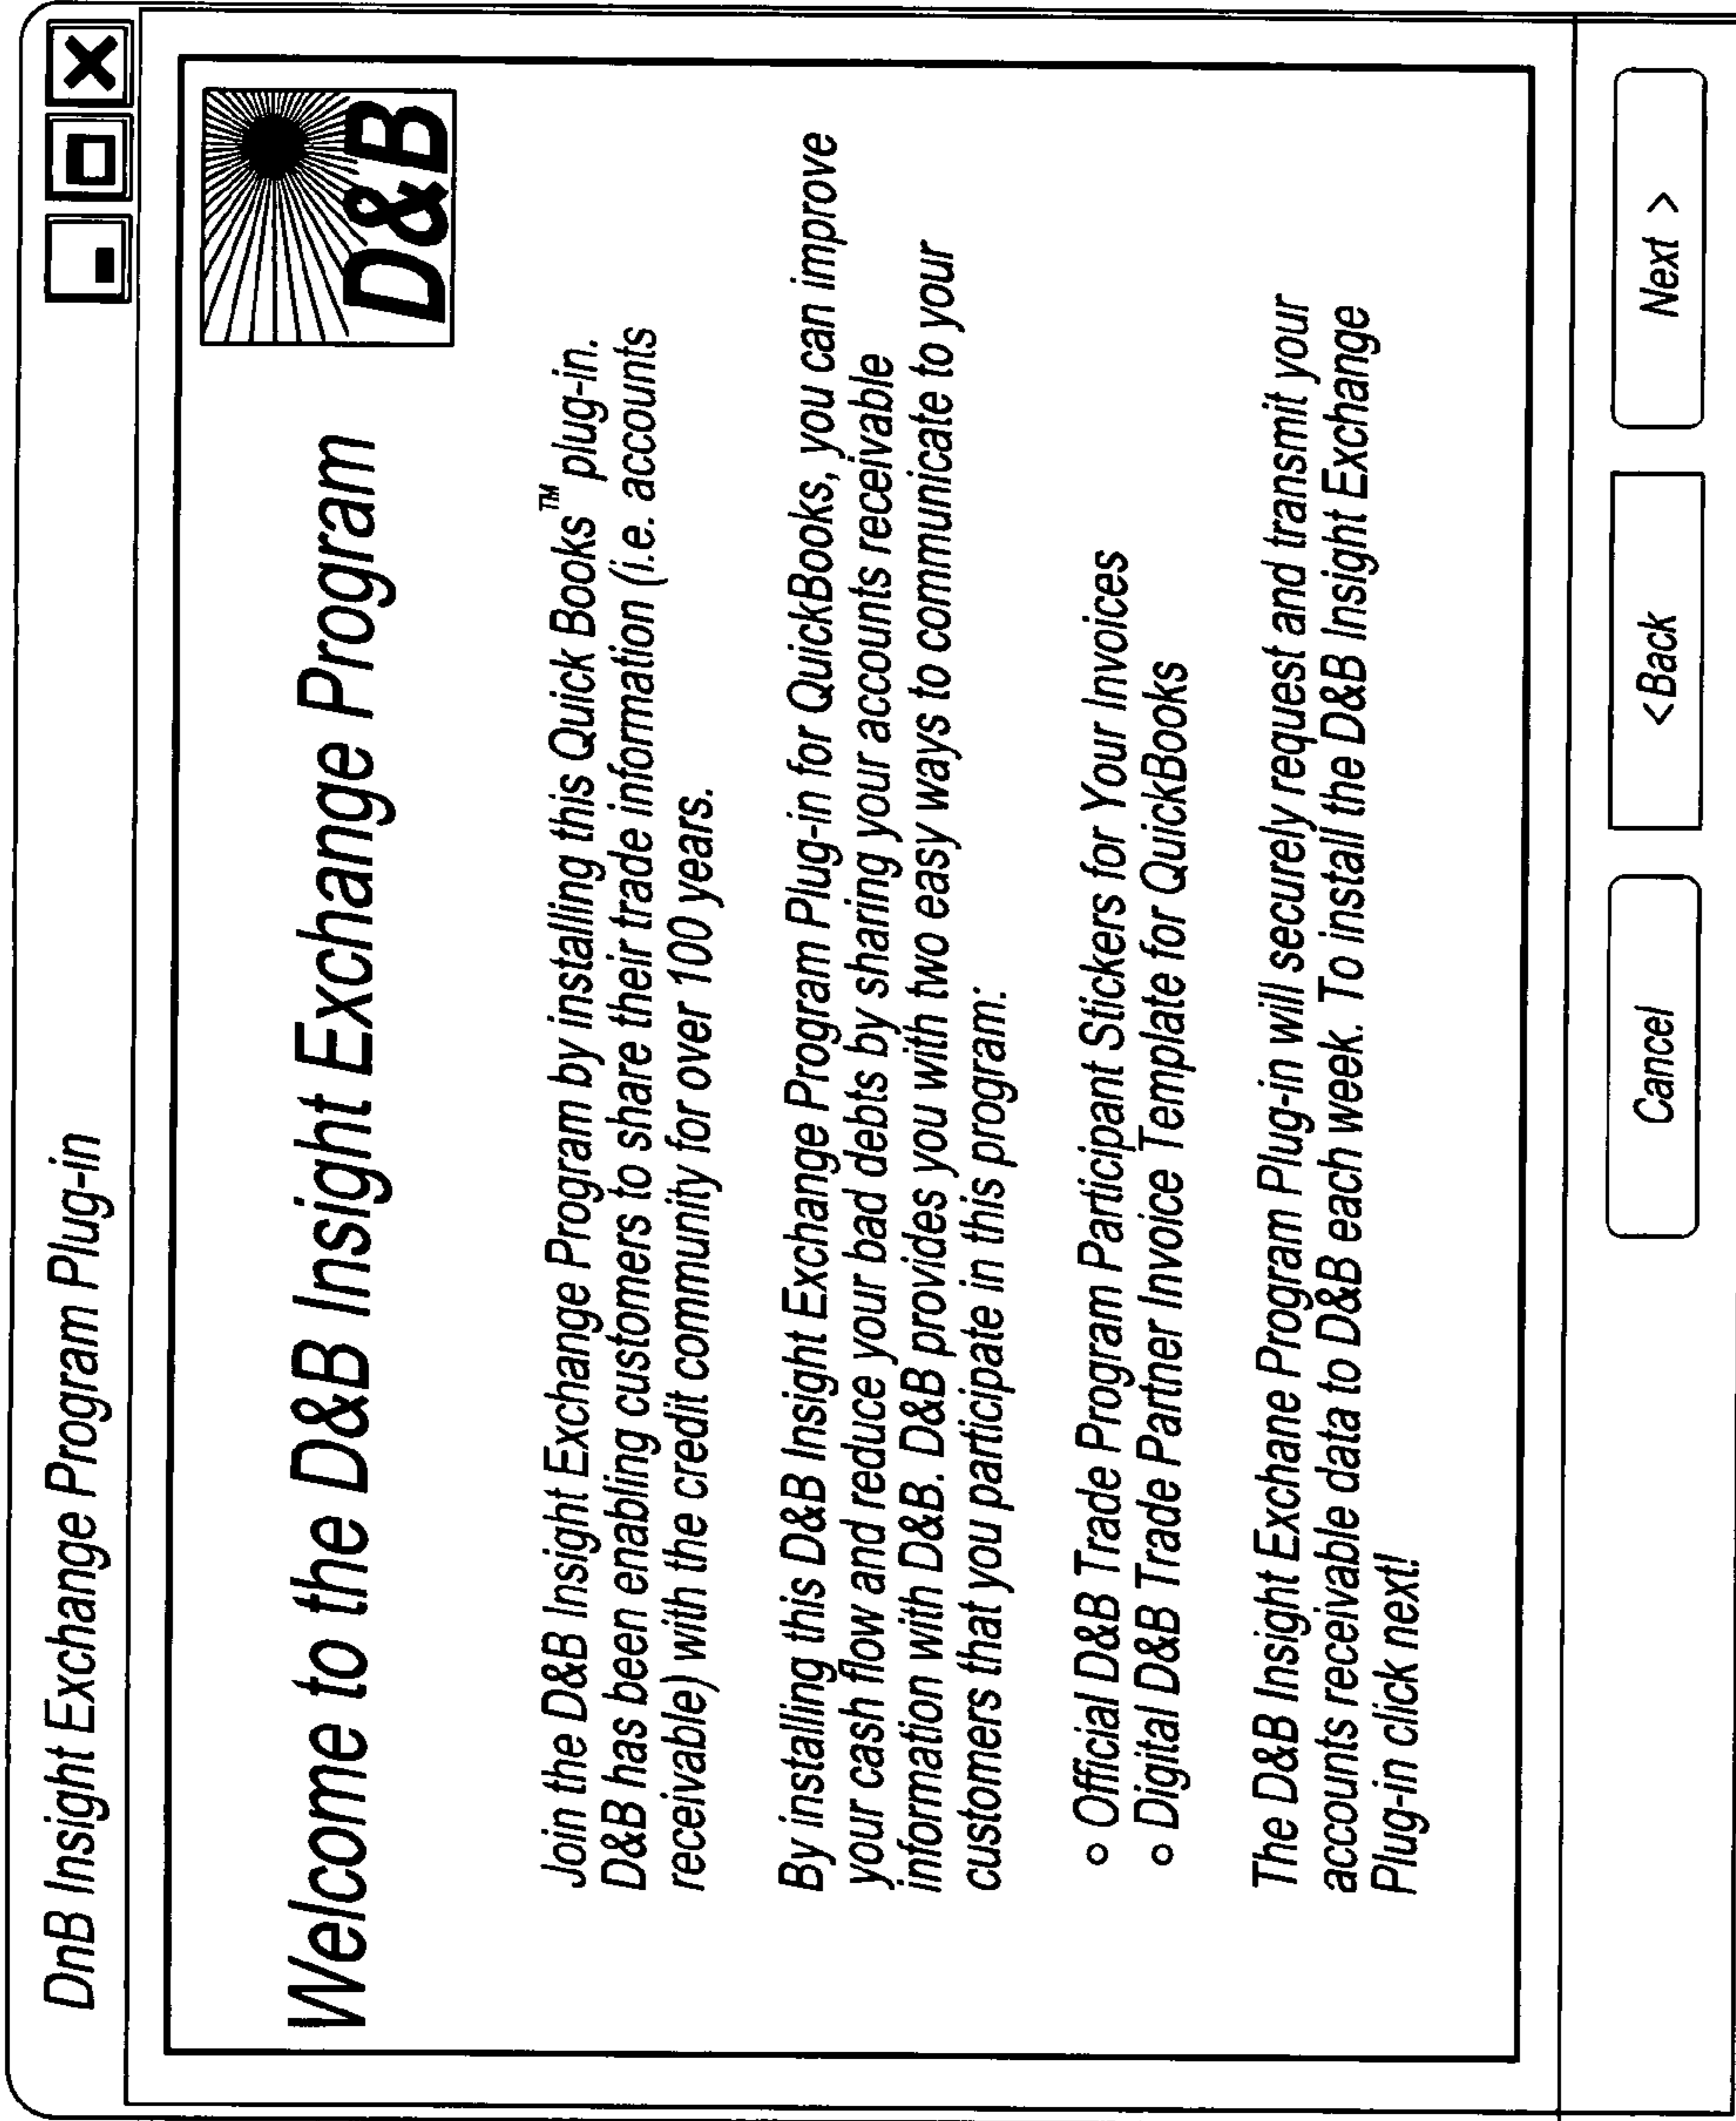 DnB Insight Exchange Program Plug-in
D&B
Welcome to the D&B Insight Exchange Program
Join the D&B Insight Exchange Program by installing this Quick Books™ plug-in.
D&B has been enabling customers to share their trade information (i.e. accounts
receivable) with the credit community for over 100 years.
By installing this D&B Insight Exchange Program Plug-in for QuickBooks, you can improve
your cash flow and reduce your bad debts by sharing your accounts receivable
information with D&B. D&B provides you with two easy ways to communicate to your
customers that you participate in this program:
○ Official D&B Trade Program Participant Stickers for Your Invoices
○ Digital D&B Trade Partner Invoice Template for QuickBooks
The D&B Insight Exchane Program Plug-in will securely request and transmit your
accounts receivable data to D&B each week. To install the D&B Insight Exchange
Plug-in click next!
Cancel
<Back
Next >